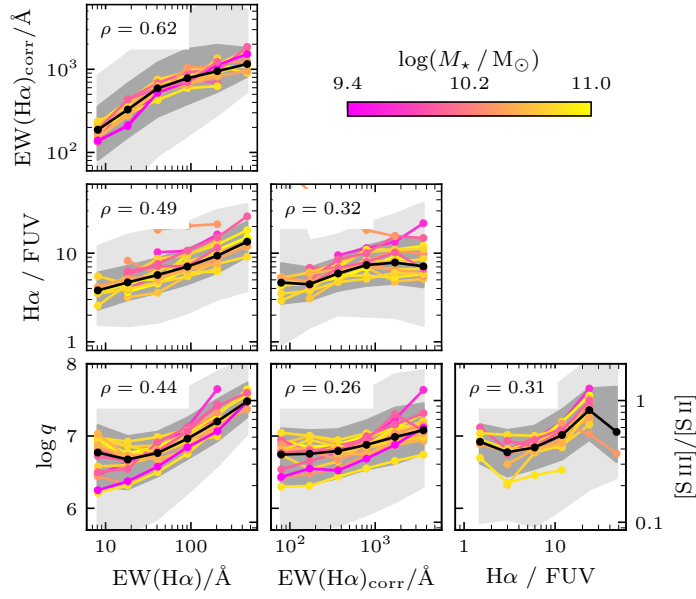 ρ = 0.62
10³
10²
EW(Hα)corr/Å
log(M⋆ / M⊙)
9.4 10.2 11.0
ρ = 0.49
10
1
Hα / FUV
ρ = 0.32
ρ = 0.44
8
7
6
log q
10 100
EW(Hα)/Å
ρ = 0.26
10² 10³
EW(Hα)corr/Å
ρ = 0.31
1 10
Hα / FUV
1
0.1
[S III]/[S II]